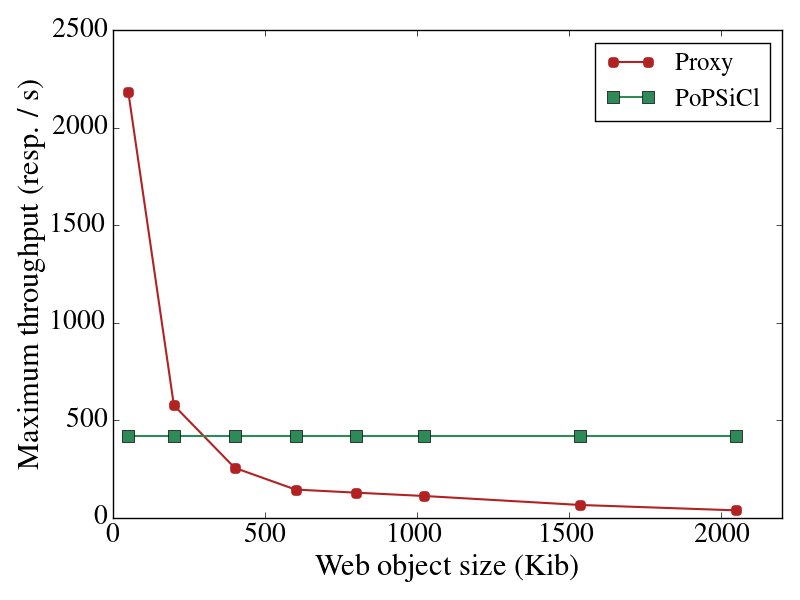 2500
2000
1500
1000
500
0
Maximum throughput (resp. / s)
Proxy
PoPSiCl
0 500 1000 1500 2000
Web object size (Kib)